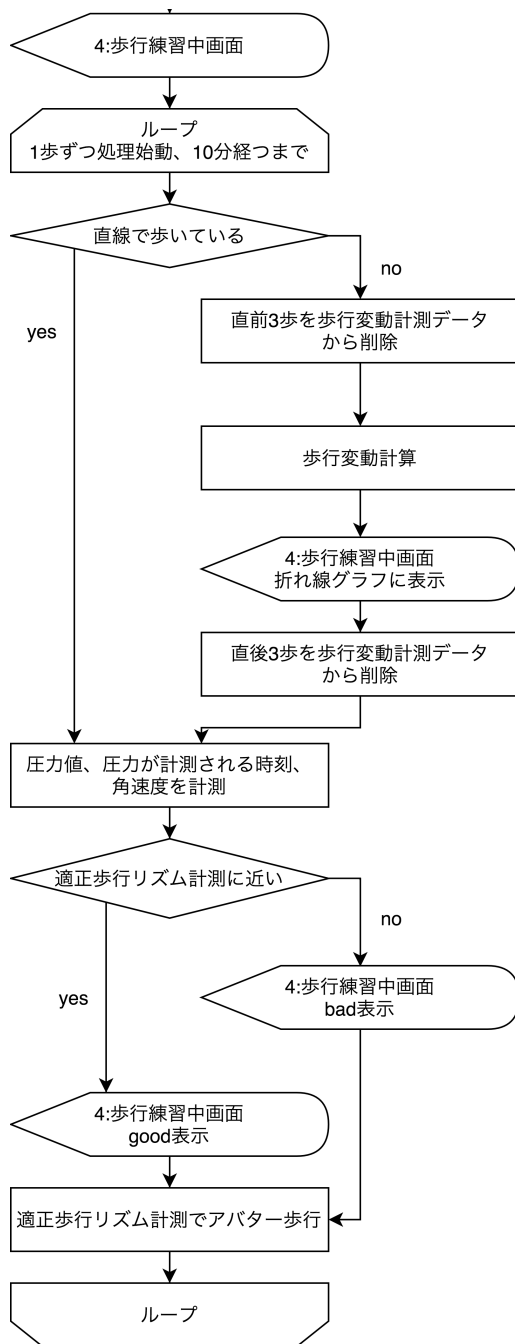 4:歩行練習中画面
ループ
1歩ずつ処理始動、10分経つまで
直線で歩いている
no
yes
直前3歩を歩行変動計測データ
から削除
歩行変動計算
4:歩行練習中画面
折れ線グラフに表示
直後3歩を歩行変動計測データ
から削除
圧力値、圧力が計測される時刻、
角速度を計測
適正歩行リズム計測に近い
no
yes
4:歩行練習中画面
bad表示
4:歩行練習中画面
good表示
適正歩行リズム計測でアバター歩行
ループ